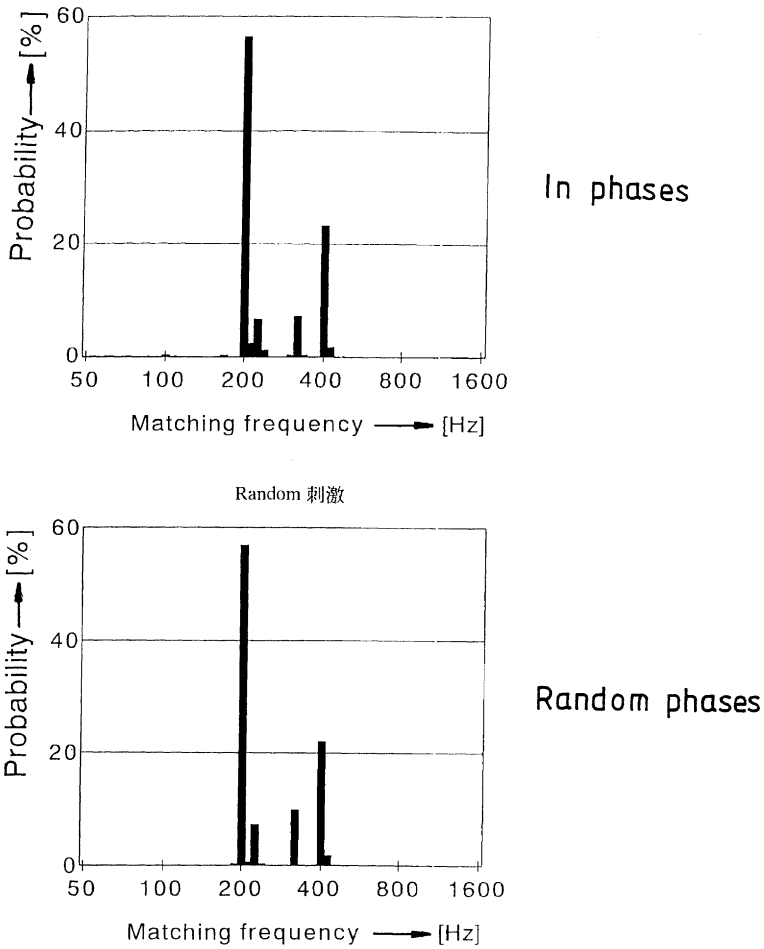 Probability → [%]
60
40
20
0
50 100 200 400 800 1600
Matching frequency → [Hz]
In phases
Random 刺激
Probability → [%]
60
40
20
0
50 100 200 400 800 1600
Matching frequency → [Hz]
Random phases